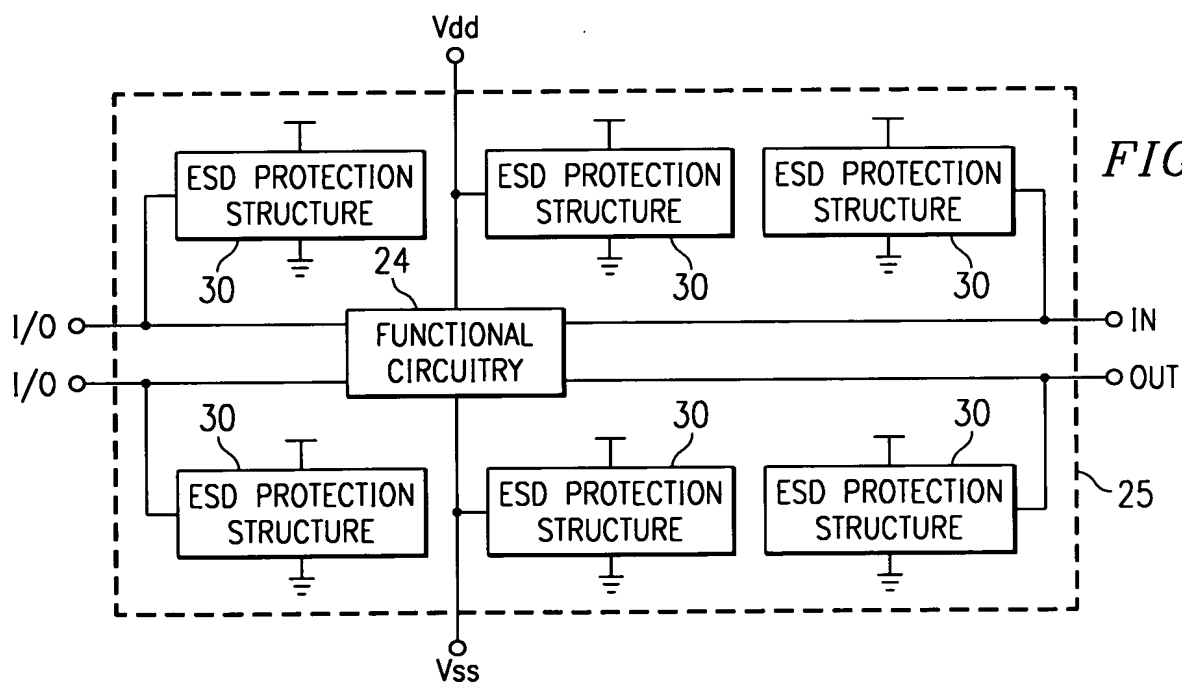 Vdd
ESD PROTECTION
STRUCTURE
30
ESD PROTECTION
STRUCTURE
30
ESD PROTECTION
STRUCTURE
30
FIG
24
I/O
FUNCTIONAL
CIRCUITRY
IN
I/O
OUT
30
ESD PROTECTION
STRUCTURE
30
ESD PROTECTION
STRUCTURE
30
ESD PROTECTION
STRUCTURE
25
Vss